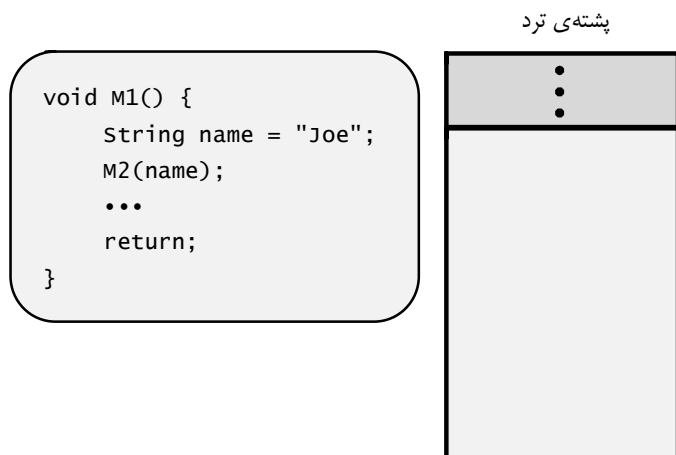 پشته‌ی ترد
void M1() {
String name = "Joe";
M2(name);
•••
return;
}